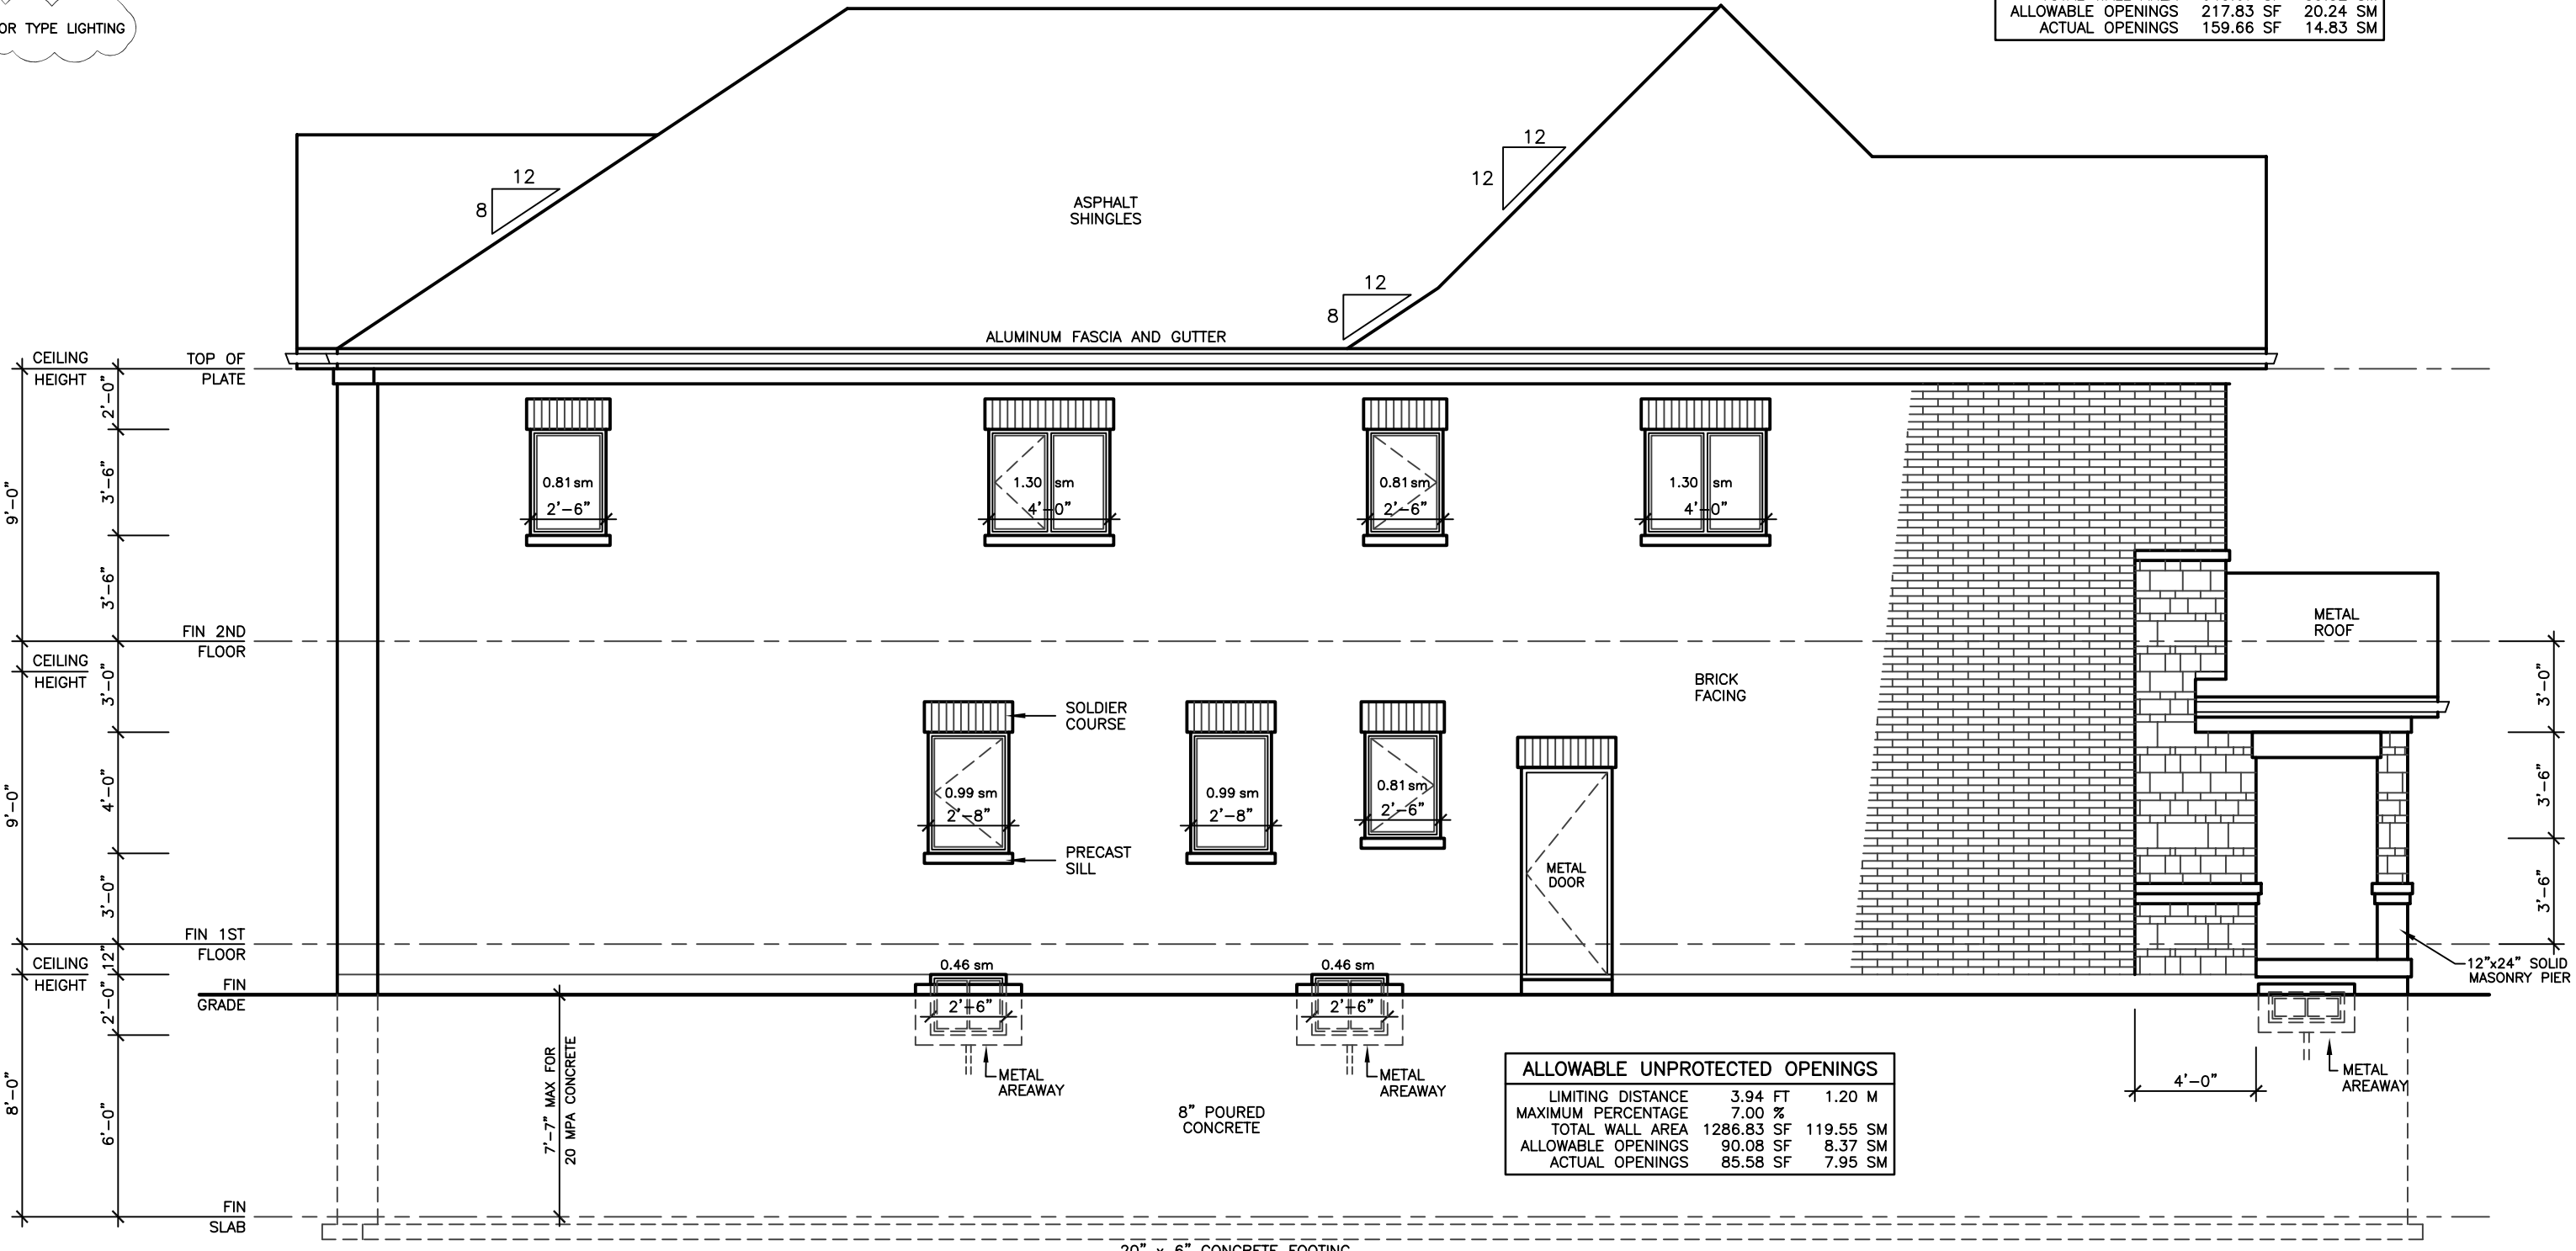 OR TYPE LIGHTING
ALLOWABLE OPENINGS 217.83 SF 20.24 SM
ACTUAL OPENINGS 159.66 SF 14.83 SM
12
8
12
12
12
8
ASPHALT
SHINGLES
ALUMINUM FASCIA AND GUTTER
CEILING
HEIGHT
TOP OF
PLATE
2'-0"
3'-6"
3'-6"
9'-0"
0.81 sm
2'-6"
1.30 sm
4'-0"
0.81 sm
2'-6"
1.30 sm
4'-0"
FIN 2ND
FLOOR
CEILING
HEIGHT
3'-0"
4'-0"
3'-0"
9'-0"
METAL
ROOF
BRICK
FACING
SOLDIER
COURSE
0.99 sm
2'-8"
0.99 sm
2'-8"
0.81 sm
2'-6"
PRECAST
SILL
METAL
DOOR
3'-0"
3'-6"
3'-6"
FIN 1ST
FLOOR
CEILING
HEIGHT
12"
2'-0"
FIN
GRADE
0.46 sm
2'-6"
0.46 sm
2'-6"
12"x24" SOLID
MASONRY PIER
METAL
AREAWAY
METAL
AREAWAY
METAL
AREAWAY
4'-0"
8'-0"
6'-0"
7'-7" MAX FOR
20 MPA CONCRETE
8" POURED
CONCRETE
ALLOWABLE UNPROTECTED OPENINGS
LIMITING DISTANCE 3.94 FT 1.20 M
MAXIMUM PERCENTAGE 7.00 %
TOTAL WALL AREA 1286.83 SF 119.55 SM
ALLOWABLE OPENINGS 90.08 SF 8.37 SM
ACTUAL OPENINGS 85.58 SF 7.95 SM
FIN
SLAB
20" x 6" CONCRETE FOOTING